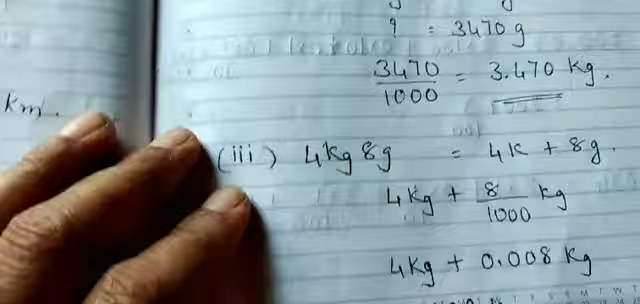 g
9 = 3470 g
3470/1000 = 3.470 kg.
km.
(iii) 4kg 8g = 4k + 8g.
4kg + 8/1000 kg
4kg + 0.008 kg